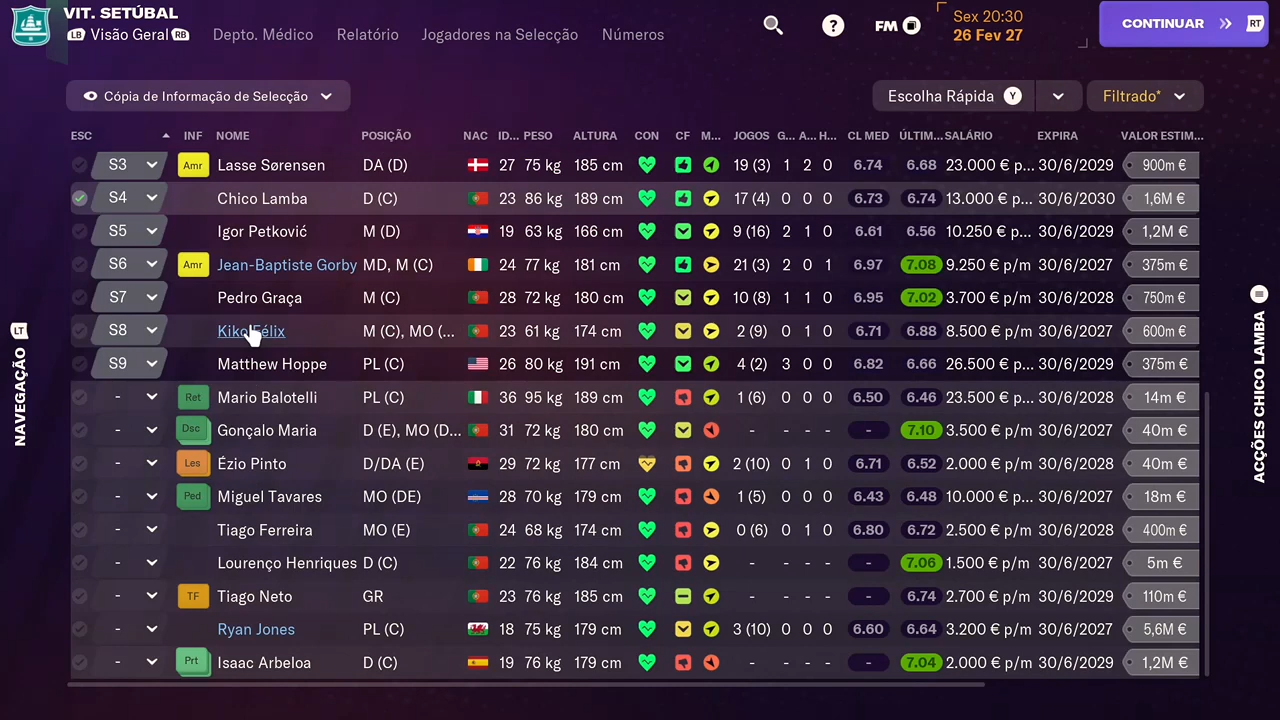 VIT. SETÚBAL
LB Visão Geral RB Depto. Médico Relatório Jogadores na Selecção Números
? FM Sex 20:30
26 Fev 27
CONTINUAR RT
Cópia de Informação de Selecção
Escolha Rápida Y Filtrado*
ESC INF NOME POSIÇÃO NAC ID... PESO ALTURA CON CF M... JOGOS G... A... H... CL MED ÚLTIM... SALÁRIO EXPIRA VALOR ESTIM...
S3 Amr Lasse Sørensen DA (D) 27 75 kg 185 cm 19 (3) 1 2 0 6.74 6.68 23.000 € p... 30/6/2029 900m €
S4 Chico Lamba D (C) 23 86 kg 189 cm 17 (4) 0 0 0 6.73 6.74 13.000 € p... 30/6/2030 1,6M €
S5 Igor Petković M (D) 19 63 kg 166 cm 9 (16) 2 1 0 6.61 6.56 10.250 € p... 30/6/2029 1,2M €
S6 Amr Jean-Baptiste Gorby MD, M (C) 24 77 kg 181 cm 21 (3) 2 0 1 6.97 7.08 9.250 € p/m 30/6/2027 375m €
S7 Pedro Graça M (C) 28 72 kg 180 cm 10 (8) 1 1 0 6.95 7.02 3.700 € p/m 30/6/2028 750m €
S8 Kiko Félix M (C), MO (... 23 61 kg 174 cm 2 (9) 0 1 0 6.71 6.88 8.500 € p/m 30/6/2027 600m €
S9 Matthew Hoppe PL (C) 26 80 kg 191 cm 4 (2) 3 0 0 6.82 6.66 26.500 € p... 30/6/2029 375m €
- Ret Mario Balotelli PL (C) 36 95 kg 189 cm 1 (6) 0 0 0 6.50 6.46 23.500 € p... 30/6/2028 14m €
- Dsc Gonçalo Maria D (E), MO (D... 31 72 kg 180 cm - - - - - 7.10 3.500 € p/m 30/6/2027 40m €
- Les Ézio Pinto D/DA (E) 29 72 kg 177 cm 2 (10) 0 1 0 6.71 6.52 2.000 € p/m 30/6/2028 40m €
- Ped Miguel Tavares MO (DE) 28 70 kg 179 cm 1 (5) 0 0 0 6.43 6.48 10.000 € p... 30/6/2027 18m €
- Tiago Ferreira MO (E) 24 68 kg 174 cm 0 (6) 0 1 0 6.80 6.72 2.500 € p/m 30/6/2029 400m €
- Lourenço Henriques D (C) 22 76 kg 184 cm - - - - - 7.06 1.500 € p/m 30/6/2029 5m €
- TF Tiago Neto GR 23 76 kg 185 cm - - - - - 6.74 2.700 € p/m 30/6/2029 110m €
- Ryan Jones PL (C) 18 75 kg 179 cm 3 (10) 0 0 0 6.60 6.64 3.200 € p/m 30/6/2027 5,6M €
- Prt Isaac Arbeloa D (C) 19 76 kg 179 cm - - - - - 7.04 2.000 € p/m 30/6/2029 1,2M €
NAVEGAÇÃO LT
ACÇÕES CHICO LAMBA